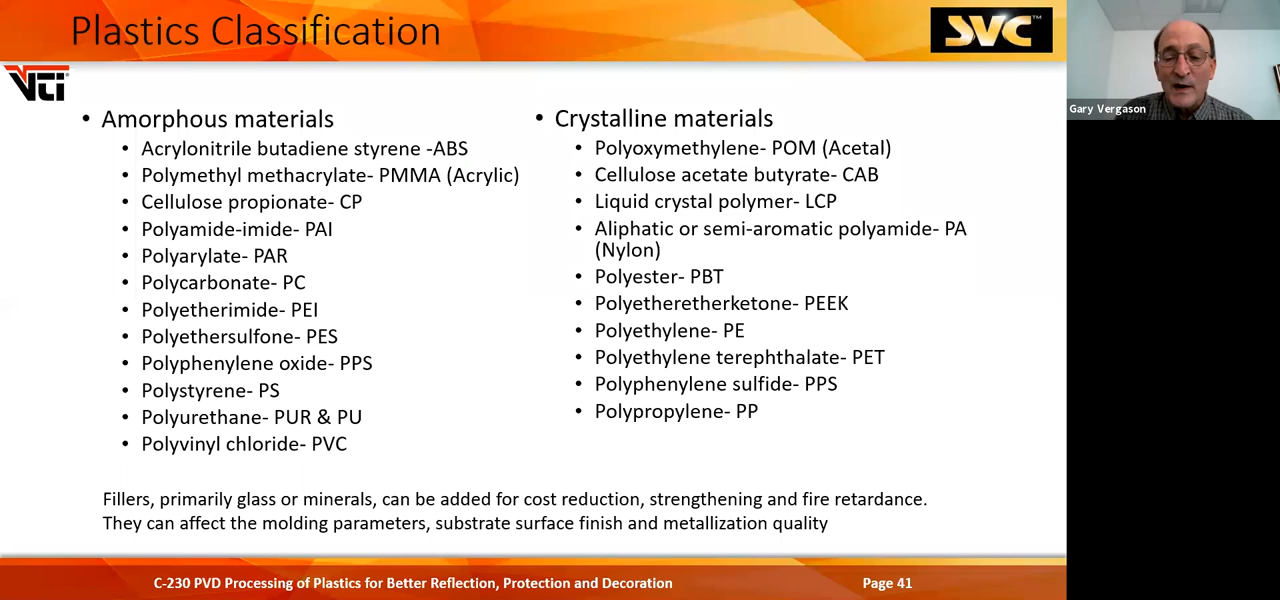 Plastics Classification
SVC™
VCI
Gary Vergason
• Amorphous materials
• Acrylonitrile butadiene styrene -ABS
• Polymethyl methacrylate- PMMA (Acrylic)
• Cellulose propionate- CP
• Polyamide-imide- PAI
• Polyarylate- PAR
• Polycarbonate- PC
• Polyetherimide- PEI
• Polyethersulfone- PES
• Polyphenylene oxide- PPS
• Polystyrene- PS
• Polyurethane- PUR & PU
• Polyvinyl chloride- PVC
• Crystalline materials
• Polyoxymethylene- POM (Acetal)
• Cellulose acetate butyrate- CAB
• Liquid crystal polymer- LCP
• Aliphatic or semi-aromatic polyamide- PA
(Nylon)
• Polyester- PBT
• Polyetheretherketone- PEEK
• Polyethylene- PE
• Polyethylene terephthalate- PET
• Polyphenylene sulfide- PPS
• Polypropylene- PP
Fillers, primarily glass or minerals, can be added for cost reduction, strengthening and fire retardance.
They can affect the molding parameters, substrate surface finish and metallization quality
C-230 PVD Processing of Plastics for Better Reflection, Protection and Decoration
Page 41